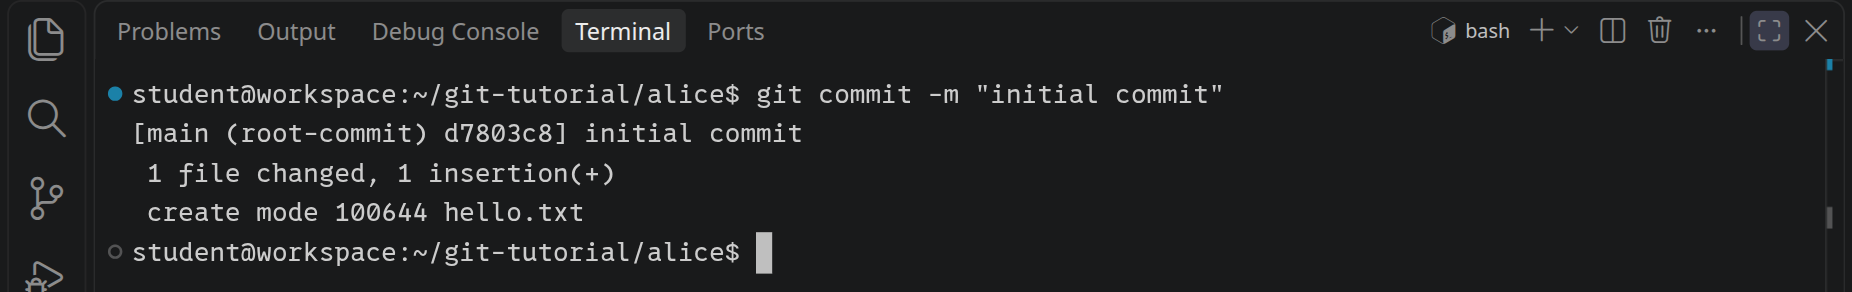 Problems Output Debug Console Terminal Ports bash
student@workspace:~/git-tutorial/alice$ git commit -m "initial commit"
[main (root-commit) d7803c8] initial commit
1 file changed, 1 insertion(+)
create mode 100644 hello.txt
student@workspace:~/git-tutorial/alice$